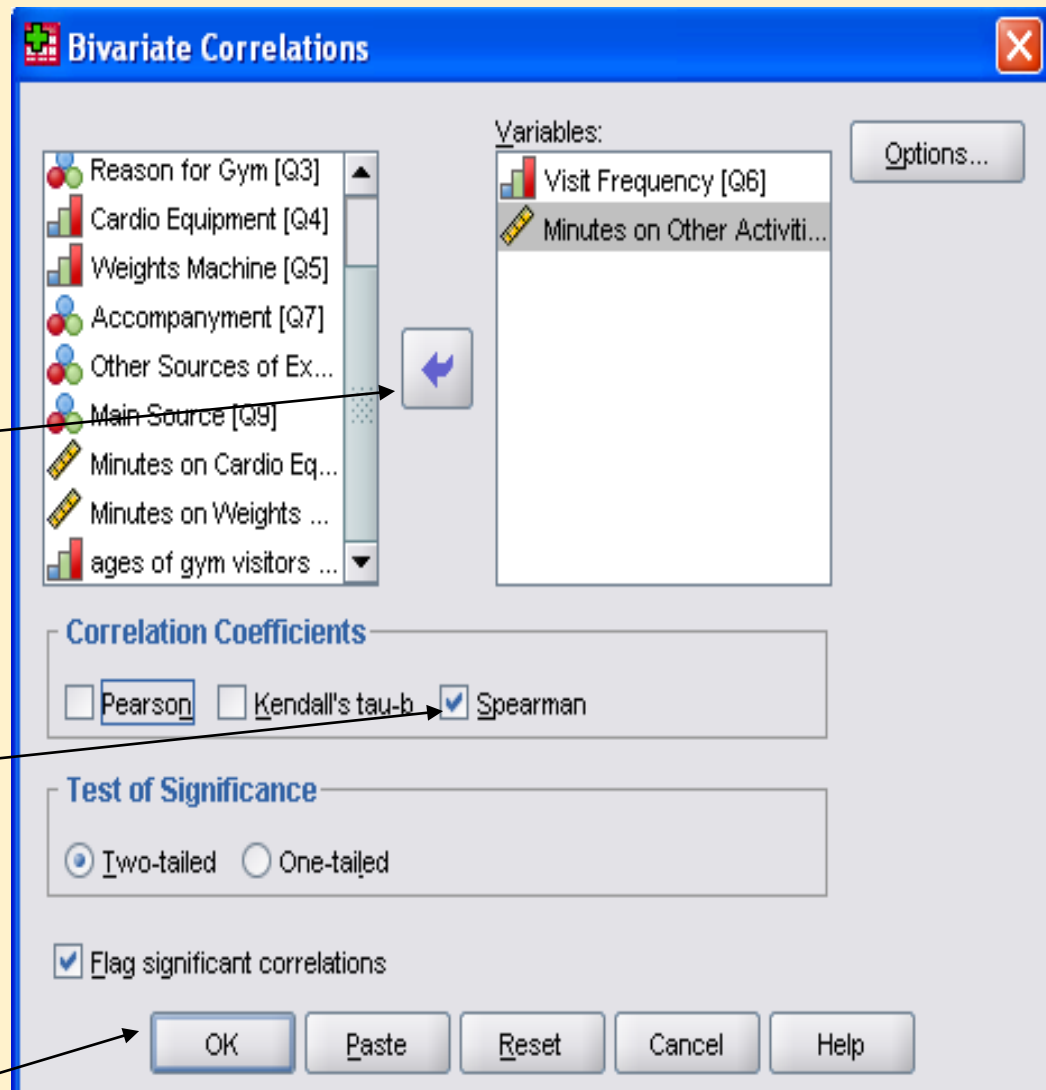 Bivariate Correlations
Variables:
Options...
Reason for Gym [Q3]
Cardio Equipment [Q4]
Weights Machine [Q5]
Accompanyment [Q7]
Other Sources of Ex...
Main Source [Q9]
Minutes on Cardio Eq...
Minutes on Weights ...
ages of gym visitors ...
Visit Frequency [Q6]
Minutes on Other Activiti...
Correlation Coefficients
Pearson Kendall's tau-b Spearman
Test of Significance
Two-tailed One-tailed
Flag significant correlations
OK Paste Reset Cancel Help